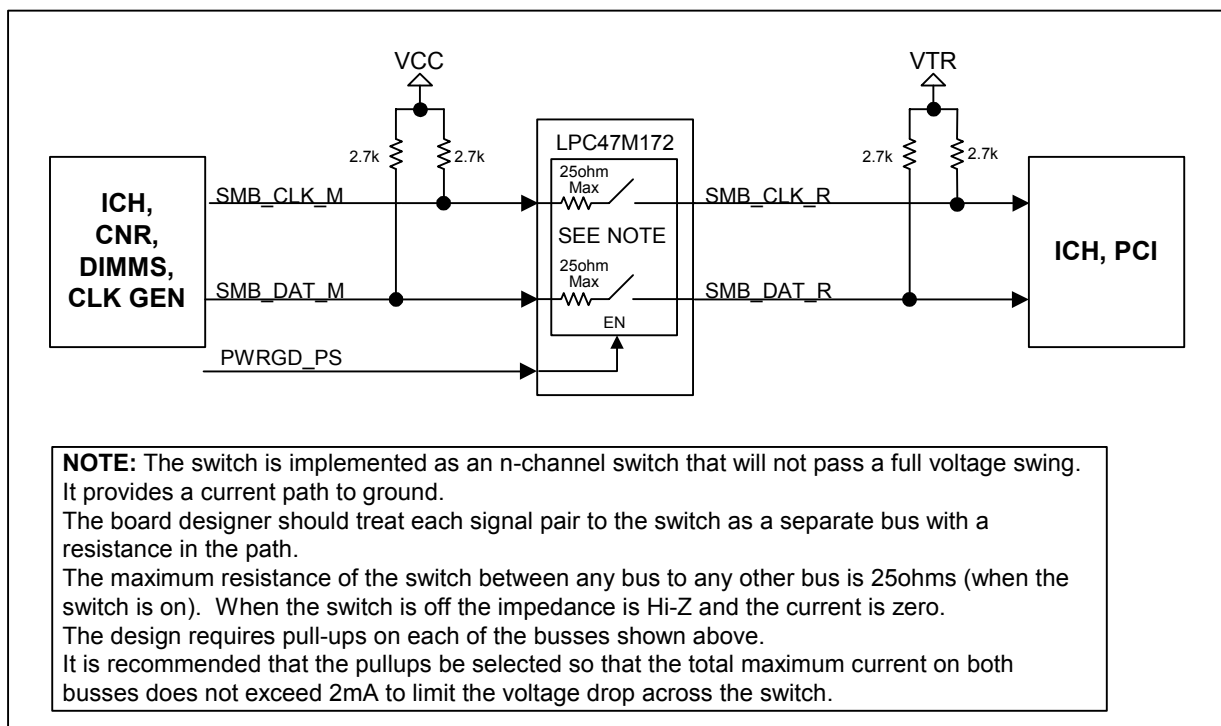 VCC
VTR
LPC47M172
2.7k
2.7k
2.7k
2.7k
25ohm
Max
SMB_CLK_M
SMB_CLK_R
ICH,
CNR,
DIMMS,
CLK GEN
SEE NOTE
ICH, PCI
25ohm
Max
SMB_DAT_M
SMB_DAT_R
EN
PWRGD_PS
NOTE: The switch is implemented as an n-channel switch that will not pass a full voltage swing.
It provides a current path to ground.
The board designer should treat each signal pair to the switch as a separate bus with a
resistance in the path.
The maximum resistance of the switch between any bus to any other bus is 25ohms (when the
switch is on). When the switch is off the impedance is Hi-Z and the current is zero.
The design requires pull-ups on each of the busses shown above.
It is recommended that the pullups be selected so that the total maximum current on both
busses does not exceed 2mA to limit the voltage drop across the switch.